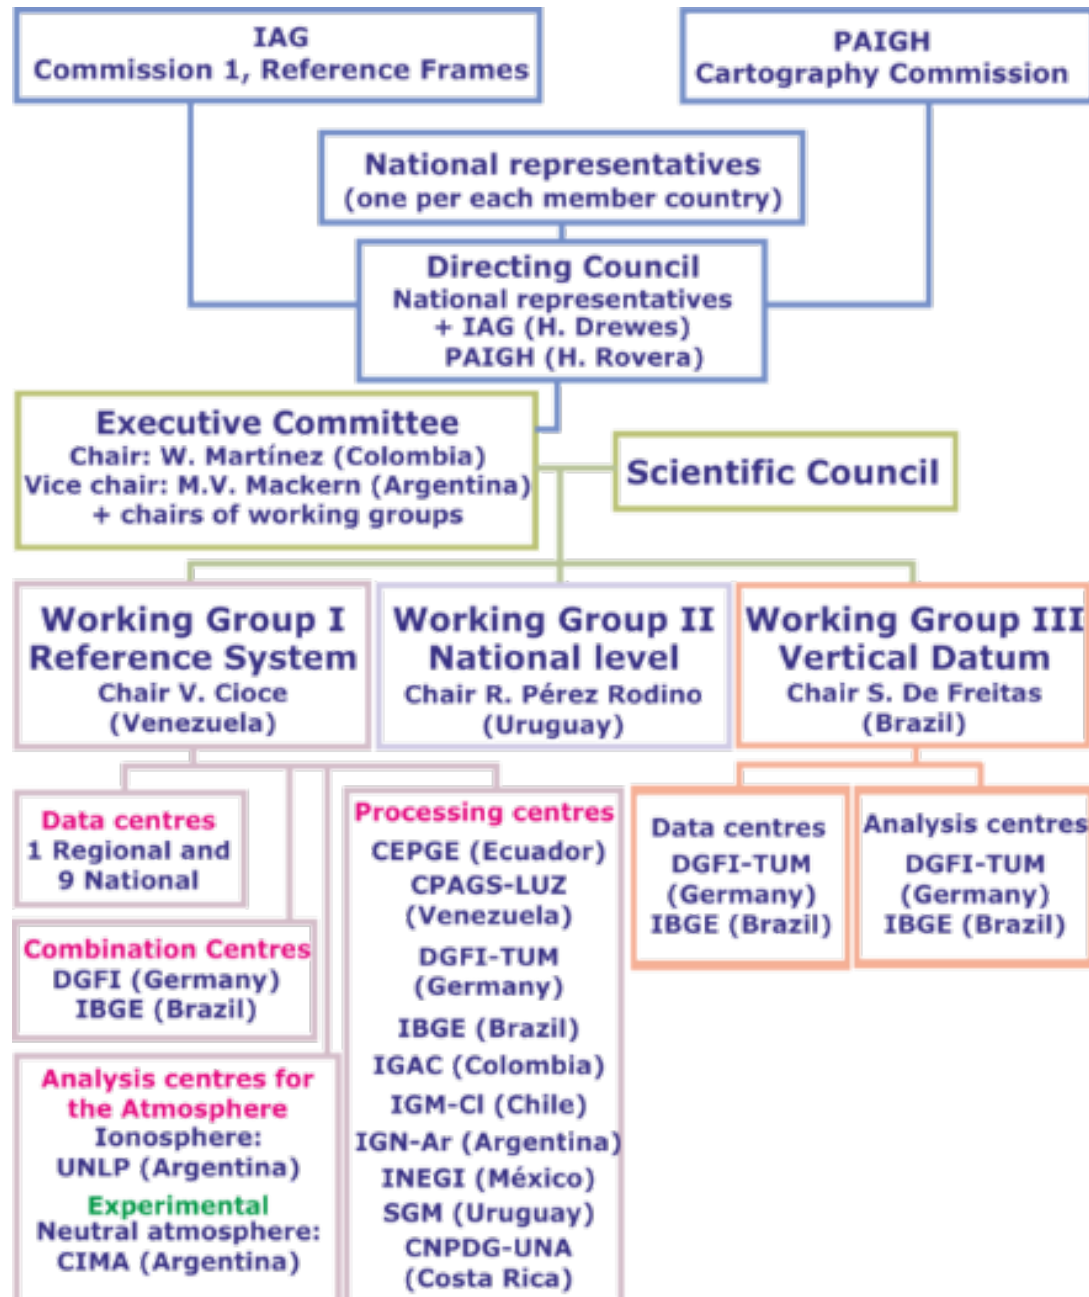 IAG
Commission 1, Reference Frames
PAIGH
Cartography Commission
National representatives
(one per each member country)
Directing Council
National representatives
+ IAG (H. Drewes)
PAIGH (H. Rovera)
Executive Committee
Chair: W. Martínez (Colombia)
Vice chair: M.V. Mackern (Argentina)
+ chairs of working groups
Scientific Council
Working Group I
Reference System
Chair V. Cioce
(Venezuela)
Working Group II
National level
Chair R. Pérez Rodino
(Uruguay)
Working Group III
Vertical Datum
Chair S. De Freitas
(Brazil)
Data centres
1 Regional and
9 National
Combination Centres
DGFI (Germany)
IBGE (Brazil)
Analysis centres for
the Atmosphere
Ionosphere:
UNLP (Argentina)
Experimental
Neutral atmosphere:
CIMA (Argentina)
Processing centres
CEPGE (Ecuador)
CPAGS-LUZ
(Venezuela)
DGFI-TUM
(Germany)
IBGE (Brazil)
IGAC (Colombia)
IGM-Cl (Chile)
IGN-Ar (Argentina)
INEGI (México)
SGM (Uruguay)
CNPDG-UNA
(Costa Rica)
Data centres
DGFI-TUM
(Germany)
IBGE (Brazil)
Analysis centres
DGFI-TUM
(Germany)
IBGE (Brazil)